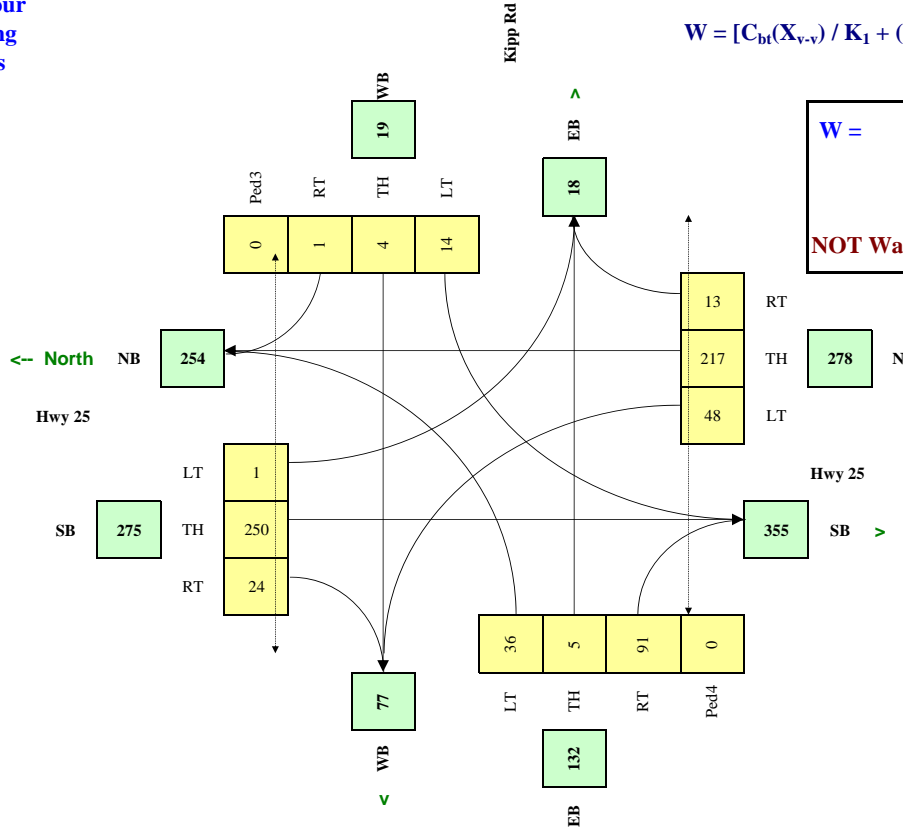 our
ng
s
Kipp Rd
W = [Cbt(Xv-v) / K1 + (
WB
^
19
EB
W =
18
Ped3
RT
TH
LT
0
1
4
14
NOT Wa
13
RT
<-- North
NB
254
217
TH
278
N
Hwy 25
48
LT
LT
1
Hwy 25
SB
275
TH
250
355
SB
>
RT
24
36
5
91
0
77
LT
TH
RT
Ped4
WB
132
v
EB